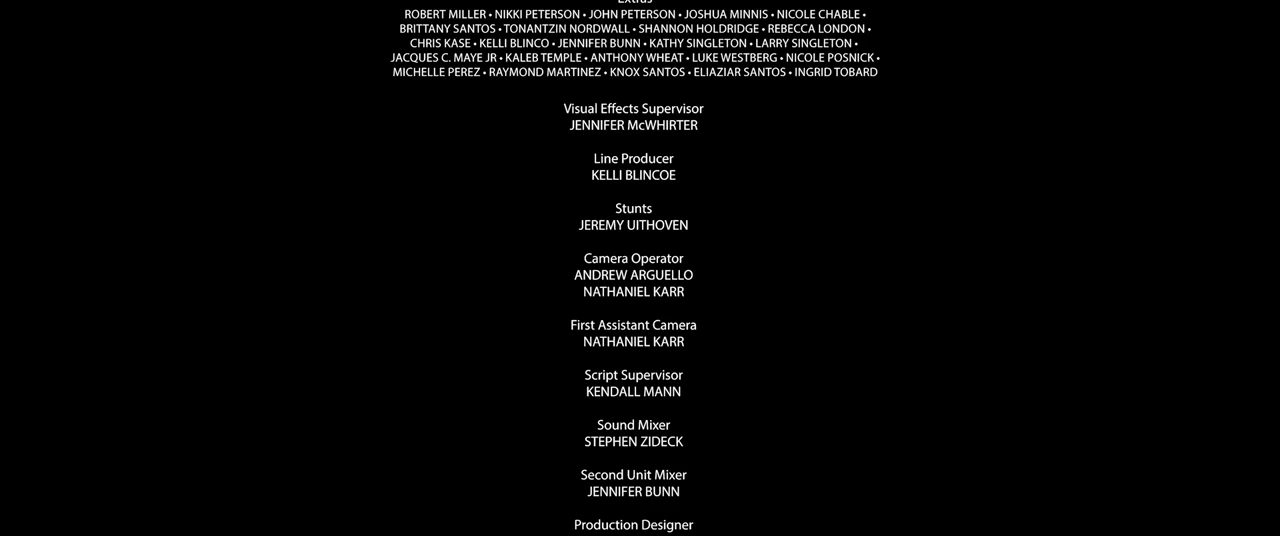 Extras
ROBERT MILLER • NIKKI PETERSON • JOHN PETERSON • JOSHUA MINNIS • NICOLE CHABLE •
BRITTANY SANTOS • TONANTZIN NORDWALL • SHANNON HOLDRIDGE • REBECCA LONDON •
CHRIS KASE • KELLI BLINCO • JENNIFER BUNN • KATHY SINGLETON • LARRY SINGLETON •
JACQUES C. MAYE JR • KALEB TEMPLE • ANTHONY WHEAT • LUKE WESTBERG • NICOLE POSNICK •
MICHELLE PEREZ • RAYMOND MARTINEZ • KNOX SANTOS • ELIAZIAR SANTOS • INGRID TOBARD
Visual Effects Supervisor
JENNIFER McWHIRTER
Line Producer
KELLI BLINCOE
Stunts
JEREMY UITHOVEN
Camera Operator
ANDREW ARGUELLO
NATHANIEL KARR
First Assistant Camera
NATHANIEL KARR
Script Supervisor
KENDALL MANN
Sound Mixer
STEPHEN ZIDECK
Second Unit Mixer
JENNIFER BUNN
Production Designer